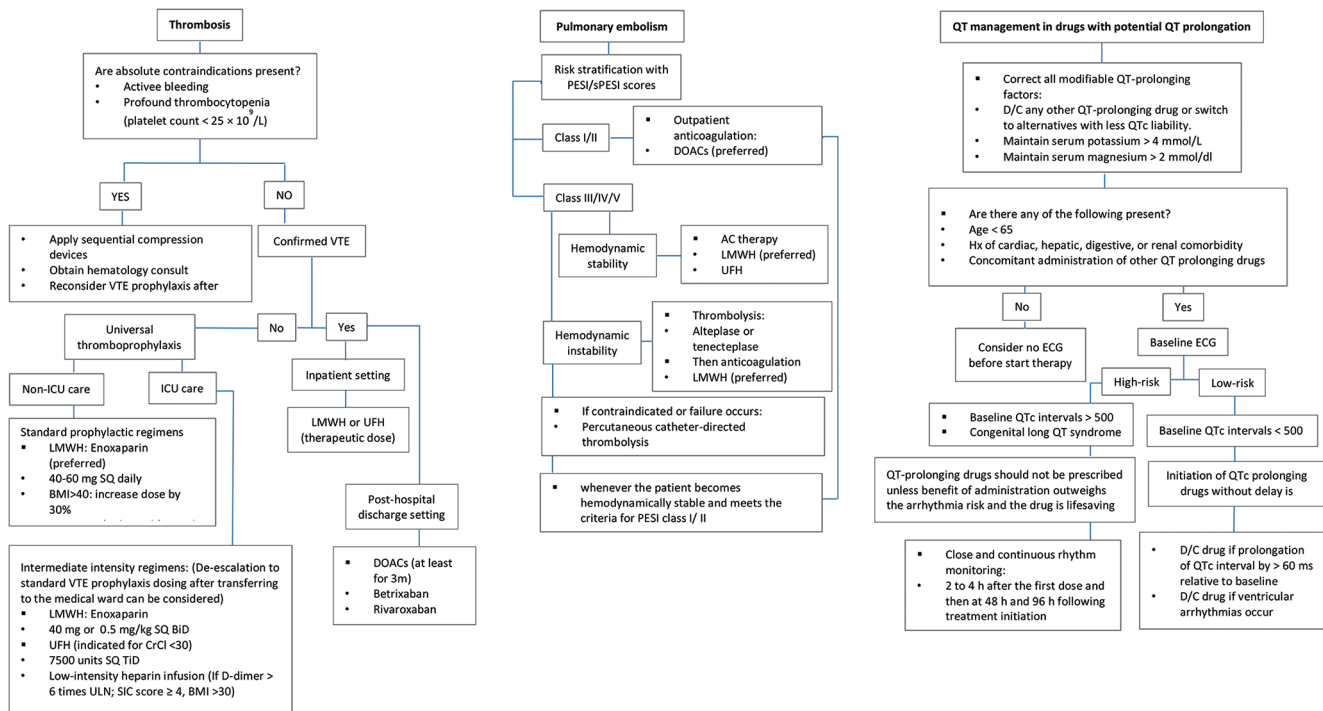 Thrombosis
Are absolute contraindications present?
• Activee bleeding
• Profound thrombocytopenia
(platelet count < 25 × 10⁹/L)
YES
NO
• Apply sequential compression
devices
• Obtain hematology consult
• Reconsider VTE prophylaxis after
Confirmed VTE
Universal
thromboprophylaxis
No
Yes
Non-ICU care
ICU care
Inpatient setting
LMWH or UFH
(therapeutic dose)
Standard prophylactic regimens
▪ LMWH: Enoxaparin
(preferred)
• 40-60 mg SQ daily
• BMI>40: increase dose by
30%
Post-hospital
discharge setting
▪ DOACs (at least
for 3m)
• Betrixaban
• Rivaroxaban
Intermediate intensity regimens: (De-escalation to
standard VTE prophylaxis dosing after transferring
to the medical ward can be considered)
▪ LMWH: Enoxaparin
• 40 mg or 0.5 mg/kg SQ BiD
▪ UFH (indicated for CrCl <30)
• 7500 units SQ TiD
• Low-intensity heparin infusion (If D-dimer >
6 times ULN; SIC score ≥ 4, BMI >30)
Pulmonary embolism
Risk stratification with
PESI/sPESI scores
Class I/II
▪ Outpatient
anticoagulation:
• DOACs (preferred)
Class III/IV/V
Hemodynamic
stability
▪ AC therapy
• LMWH (preferred)
• UFH
Hemodynamic
instability
▪ Thrombolysis:
• Alteplase or
tenecteplase
▪ Then anticoagulation
• LMWH (preferred)
▪ If contraindicated or failure occurs:
• Percutaneous catheter-directed
thrombolysis
▪ whenever the patient becomes
hemodynamically stable and meets the
criteria for PESI class I/ II
QT management in drugs with potential QT prolongation
▪ Correct all modifiable QT-prolonging
factors:
• D/C any other QT-prolonging drug or switch
to alternatives with less QTc liability.
• Maintain serum potassium > 4 mmol/L
• Maintain serum magnesium > 2 mmol/dl
▪ Are there any of the following present?
• Age < 65
• Hx of cardiac, hepatic, digestive, or renal comorbidity
• Concomitant administration of other QT prolonging drugs
No
Yes
Consider no ECG
before start therapy
Baseline ECG
High-risk
Low-risk
▪ Baseline QTc intervals > 500
▪ Congenital long QT syndrome
Baseline QTc intervals < 500
QT-prolonging drugs should not be prescribed
unless benefit of administration outweighs
the arrhythmia risk and the drug is lifesaving
Initiation of QTc prolonging
drugs without delay is
▪ Close and continuous rhythm
monitoring:
• 2 to 4 h after the first dose and
then at 48 h and 96 h following
treatment initiation
• D/C drug if prolongation
of QTc interval by > 60 ms
relative to baseline
• D/C drug if ventricular
arrhythmias occur